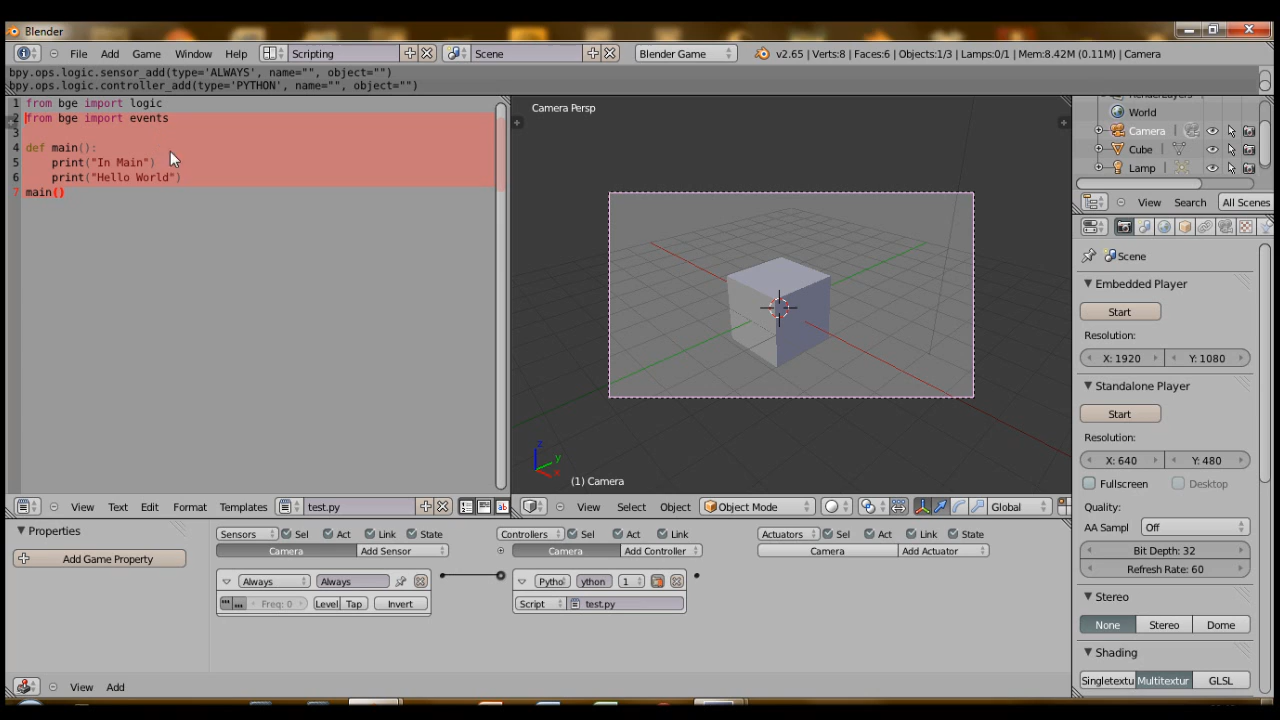 Blender
File Add Game Window Help Scripting Scene Blender Game v2.65 | Verts:8 | Faces:6 | Objects:1/3 | Lamps:0/1 | Mem:8.42M (0.11M) | Camera
bpy.ops.logic.sensor_add(type='ALWAYS', name="", object="")
bpy.ops.logic.controller_add(type='PYTHON', name="", object="")
1 from bge import logic
2 from bge import events
3
4 def main():
5 print("In Main")
6 print("Hello World")
7 main()
Camera Persp
(1) Camera
World
Camera
Cube
Lamp
View Search All Scenes
Scene
Embedded Player
Start
Resolution:
X: 1920 Y: 1080
Standalone Player
Start
Resolution:
X: 640 Y: 480
Fullscreen Desktop
Quality:
AA Sampl Off
Bit Depth: 32
Refresh Rate: 60
Stereo
None Stereo Dome
Shading
Singletextu Multitextur GLSL
View Text Edit Format Templates test.py
View Select Object Object Mode Global
Properties
Add Game Property
Sensors Sel Act Link State
Camera Add Sensor
Always Always
Freq: 0 Level Tap Invert
Controllers Sel Act Link
Camera Add Controller
Pytho ython 1
Script test.py
Actuators Sel Act Link State
Camera Add Actuator
View Add
x y z